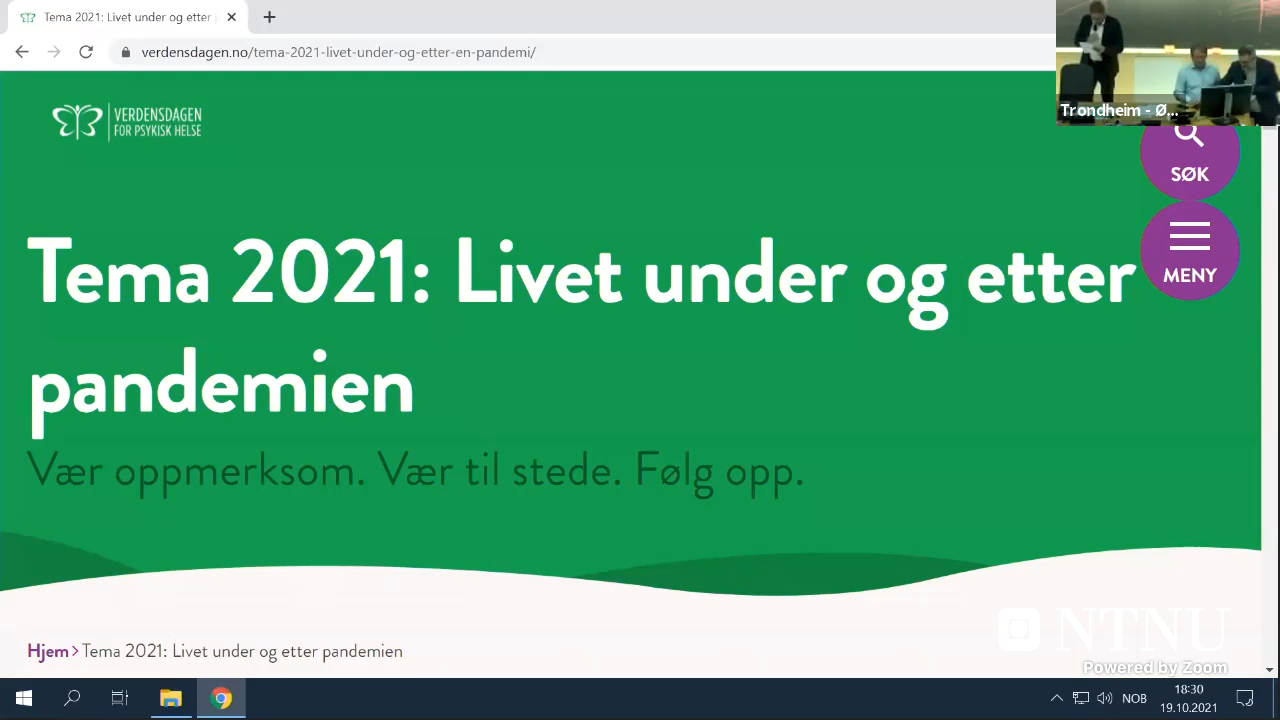 Tema 2021: Livet under og etter
verdensdagen.no/tema-2021-livet-under-og-etter-en-pandemi/
Trondheim - Ø...
VERDENSDAGEN
FOR PSYKISK HELSE
SØK
MENY
Tema 2021: Livet under og etter
pandemien
Vær oppmerksom. Vær til stede. Følg opp.
Hjem > Tema 2021: Livet under og etter pandemien
NTNU
Powered by Zoom
NOB
18:30
19.10.2021